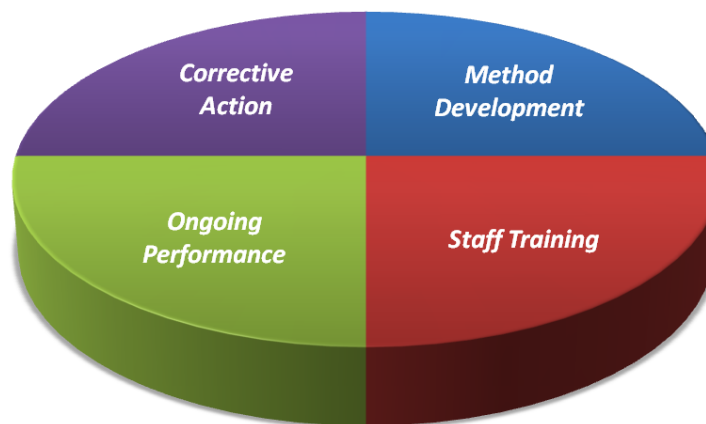 Corrective
Action
Method
Development
Ongoing
Performance
Staff Training